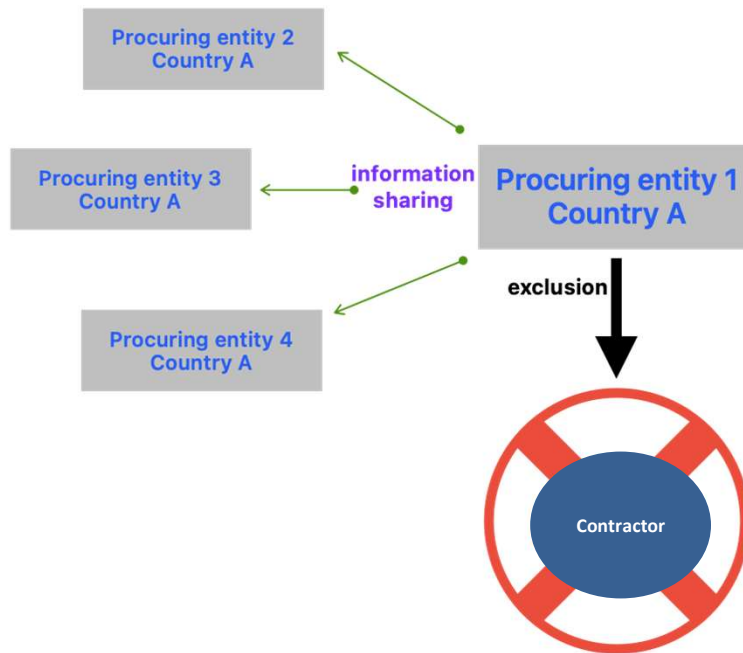 Procuring entity 2
Country A
Procuring entity 3
Country A
information
sharing
Procuring entity 1
Country A
exclusion
Procuring entity 4
Country A
Contractor